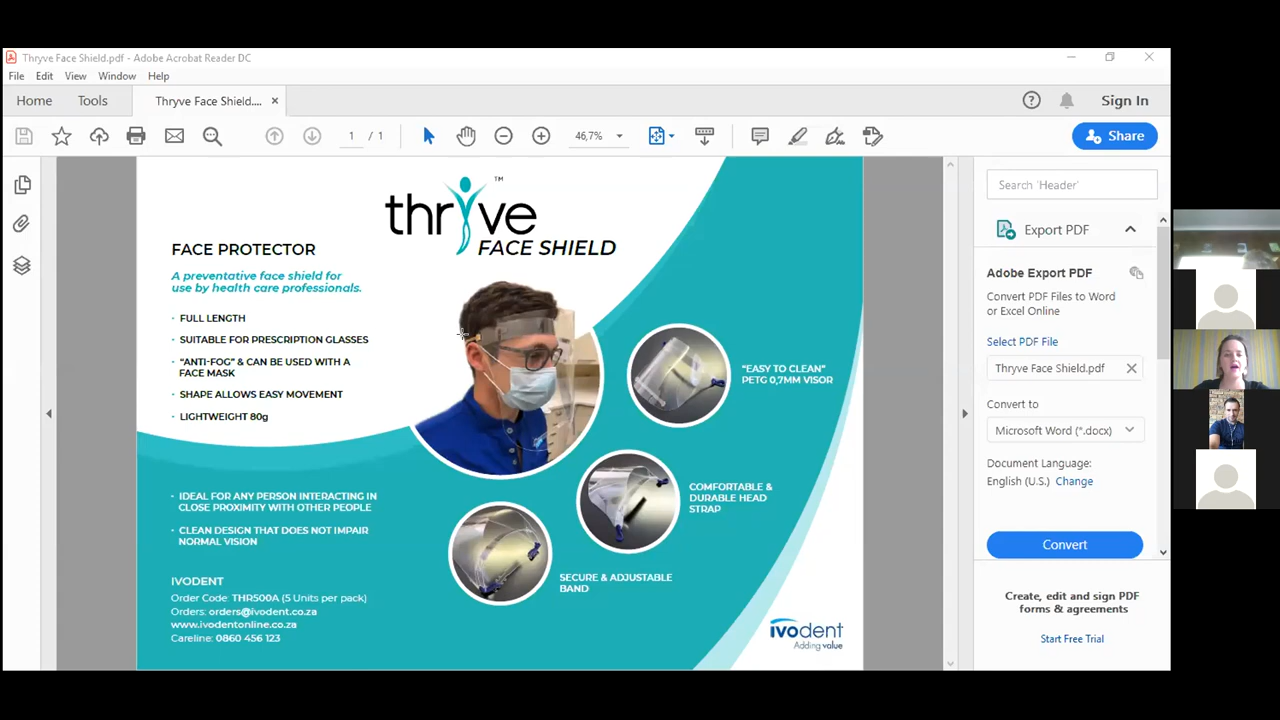 Thryve Face Shield.pdf - Adobe Acrobat Reader DC
File Edit View Window Help
Home Tools Thryve Face Shield.... ×
Sign In
1 / 1
46,7%
Share
thryve™
FACE SHIELD
FACE PROTECTOR
A preventative face shield for
use by health care professionals.
· FULL LENGTH
· SUITABLE FOR PRESCRIPTION GLASSES
· “ANTI-FOG” & CAN BE USED WITH A
FACE MASK
· SHAPE ALLOWS EASY MOVEMENT
· LIGHTWEIGHT 80g
“EASY TO CLEAN”
PETG 0,7MM VISOR
COMFORTABLE &
DURABLE HEAD
STRAP
SECURE & ADJUSTABLE
BAND
· IDEAL FOR ANY PERSON INTERACTING IN
CLOSE PROXIMITY WITH OTHER PEOPLE
· CLEAN DESIGN THAT DOES NOT IMPAIR
NORMAL VISION
IVODENT
Order Code: THR500A (5 Units per pack)
Orders: orders@ivodent.co.za
www.ivodentonline.co.za
Careline: 0860 456 123
ivodent
Adding value
Search 'Header'
Export PDF
Adobe Export PDF
Convert PDF Files to Word
or Excel Online
Select PDF File
Thryve Face Shield.pdf
Convert to
Microsoft Word (*.docx)
Document Language:
English (U.S.) Change
Convert
Create, edit and sign PDF
forms & agreements
Start Free Trial